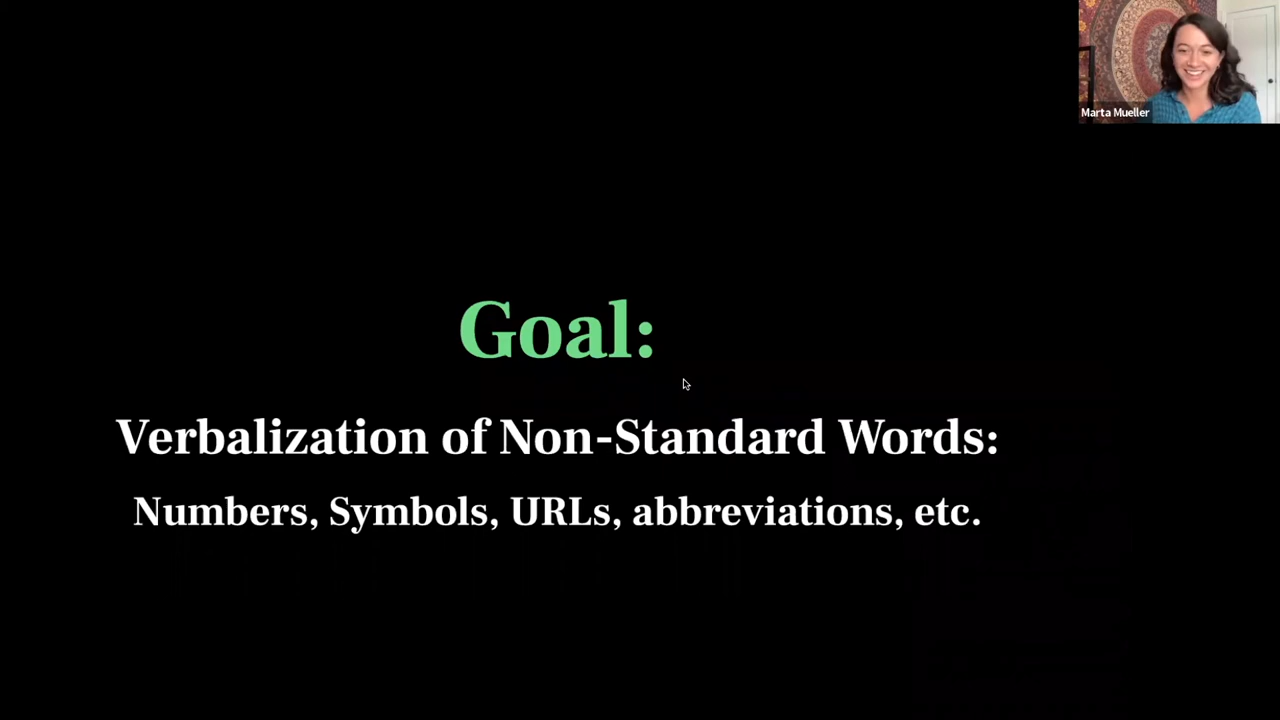 Marta Mueller
Goal:
Verbalization of Non-Standard Words:
Numbers, Symbols, URLs, abbreviations, etc.